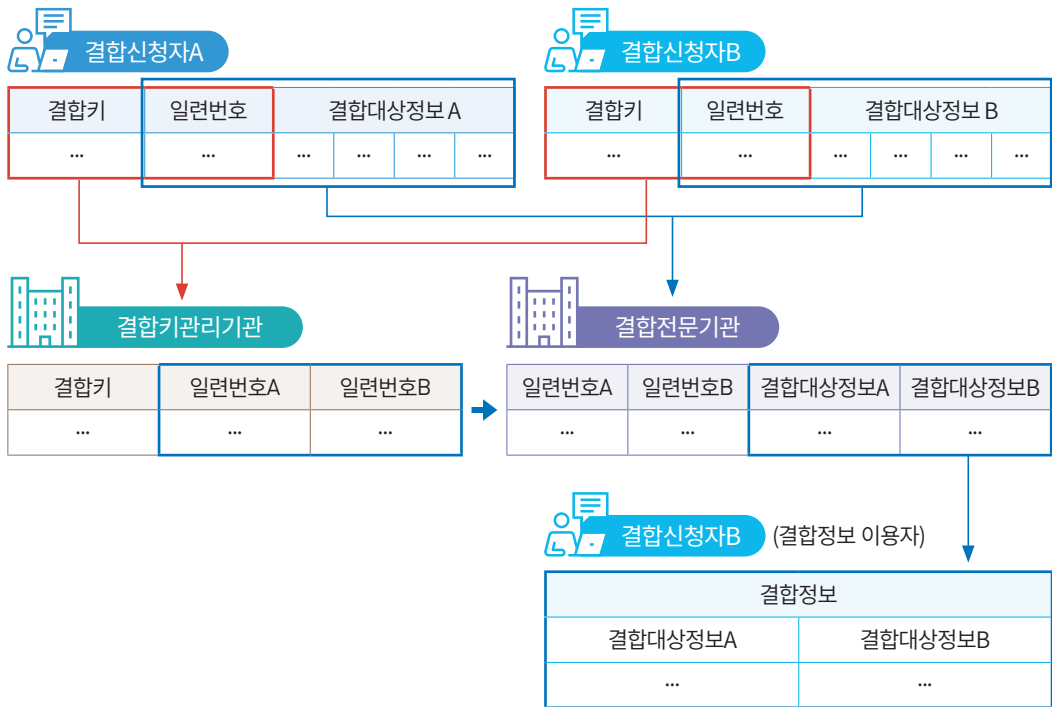 결합신청자A 결합신청자B
결합키 일련번호 결합대상정보 A 결합키 일련번호 결합대상정보 B
... ... ... ... ... ... ... ... ... ... ... ...
결합키관리기관 결합전문기관
결합키 일련번호A 일련번호B 일련번호A 일련번호B 결합대상정보A 결합대상정보B
... ... ... ... ... ... ...
결합신청자B (결합정보 이용자)
결합정보
결합대상정보A 결합대상정보B
... ...